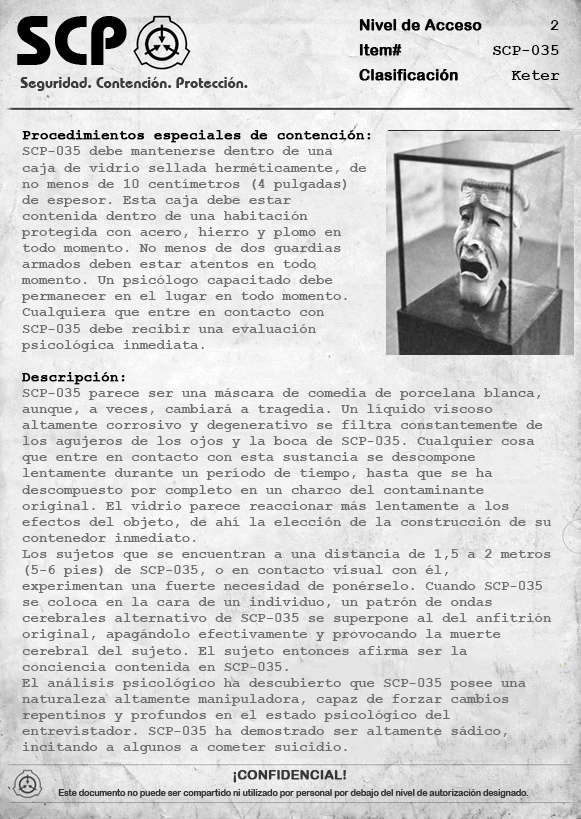 SCP
Seguridad. Contención. Protección.
Nivel de Acceso 2
Item# SCP-035
Clasificación Keter
Procedimientos especiales de contención:
SCP-035 debe mantenerse dentro de una
caja de vidrio sellada herméticamente, de
no menos de 10 centímetros (4 pulgadas)
de espesor. Esta caja debe estar
contenida dentro de una habitación
protegida con acero, hierro y plomo en
todo momento. No menos de dos guardias
armados deben estar atentos en todo
momento. Un psicólogo capacitado debe
permanecer en el lugar en todo momento.
Cualquiera que entre en contacto con
SCP-035 debe recibir una evaluación
psicológica inmediata.
Descripción:
SCP-035 parece ser una máscara de comedia de porcelana blanca,
aunque, a veces, cambiará a tragedia. Un líquido viscoso
altamente corrosivo y degenerativo se filtra constantemente de
los agujeros de los ojos y la boca de SCP-035. Cualquier cosa
que entre en contacto con esta sustancia se descompone
lentamente durante un período de tiempo, hasta que se ha
descompuesto por completo en un charco del contaminante
original. El vidrio parece reaccionar más lentamente a los
efectos del objeto, de ahí la elección de la construcción de su
contenedor inmediato.
Los sujetos que se encuentran a una distancia de 1,5 a 2 metros
(5-6 pies) de SCP-035, o en contacto visual con él,
experimentan una fuerte necesidad de ponérselo. Cuando SCP-035
se coloca en la cara de un individuo, un patrón de ondas
cerebrales alternativo de SCP-035 se superpone al del anfitrión
original, apagándolo efectivamente y provocando la muerte
cerebral del sujeto. El sujeto entonces afirma ser la
conciencia contenida en SCP-035.
El análisis psicológico ha descubierto que SCP-035 posee una
naturaleza altamente manipuladora, capaz de forzar cambios
repentinos y profundos en el estado psicológico del
entrevistador. SCP-035 ha demostrado ser altamente sádico,
incitando a algunos a cometer suicidio.
¡CONFIDENCIAL!
Este documento no puede ser compartido ni utilizado por personal por debajo del nivel de autorización designado.